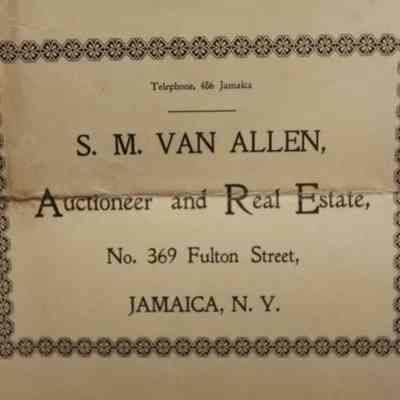 Telephone, 486 Jamaica
S. M. VAN ALLEN,
Auctioneer and Real Estate,
No. 369 Fulton Street,
JAMAICA, N. Y.